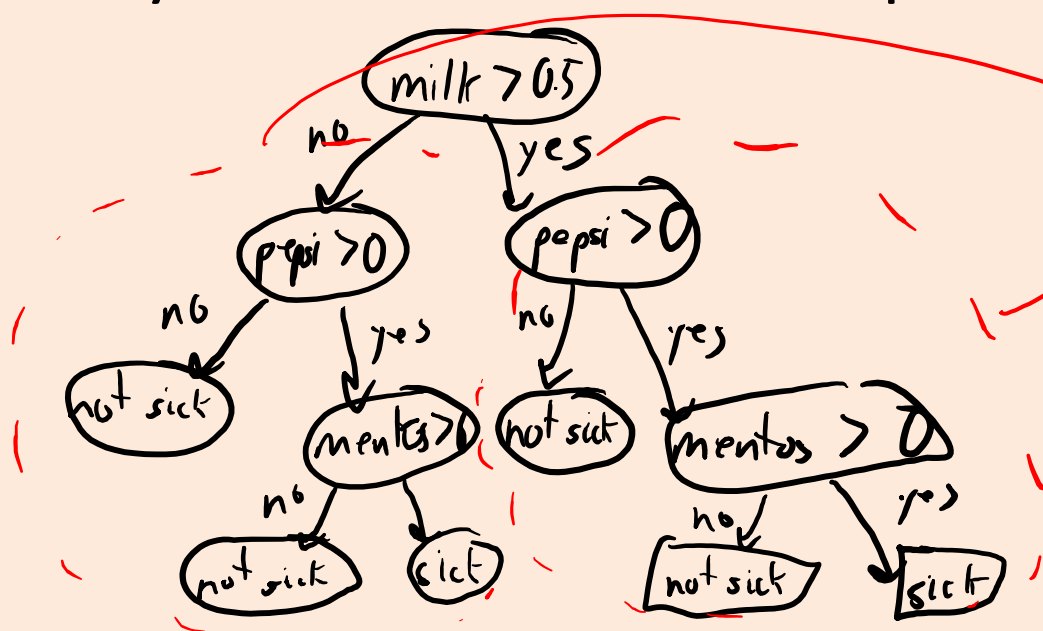 milk > 0.5
no
yes
pepsi > 0
pepsi > 0
no
yes
no
yes
not sick
mentos > 0
not sick
mentos > 0
no
no
yes
not sick
sick
not sick
sick